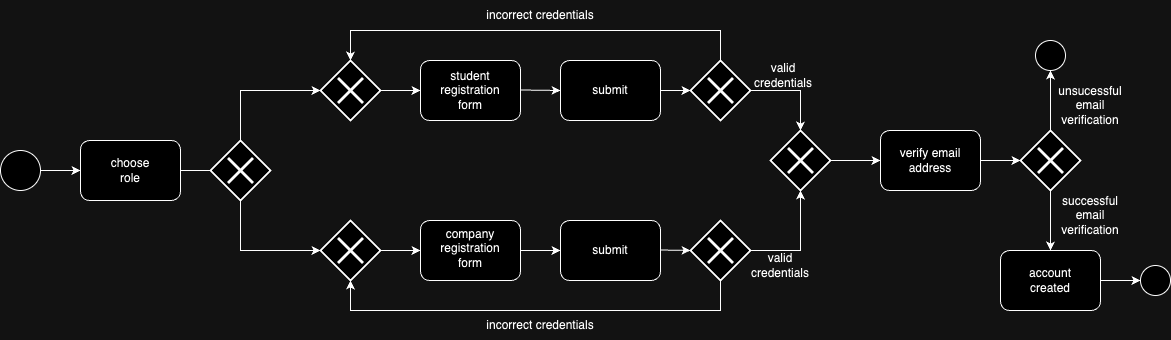 incorrect credentials
student
registration
form
submit
valid
credentials
unsucessful
email
verification
choose
role
verify email
address
successful
email
verification
company
registration
form
submit
valid
credentials
account
created
incorrect credentials